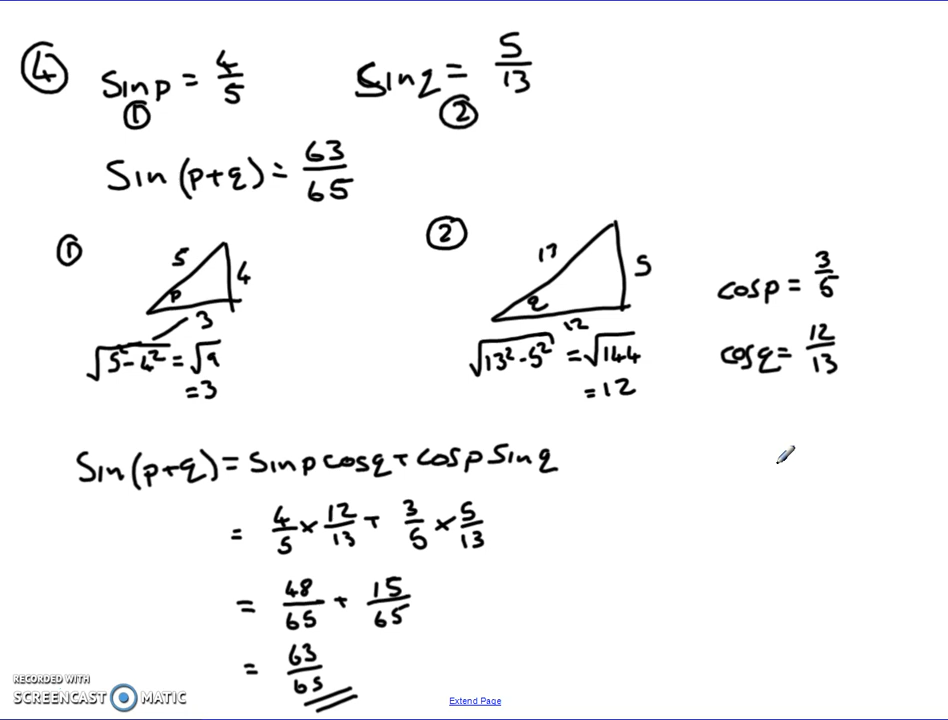 ④ Sin p = 4/5 Sin q = 5/13
① ②
Sin (p+q) = 63/65
① 5 4 p 3
√5² - 4² = √9
= 3
② 13 5 q 12
√13² - 5² = √144
= 12
cos p = 3/5
cos q = 12/13
Sin (p+q) = Sin p cos q + cos p Sin q
= 4/5 × 12/13 + 3/5 × 5/13
= 48/65 + 15/65
= 63/65
RECORDED WITH
SCREENCAST MATIC
Extend Page